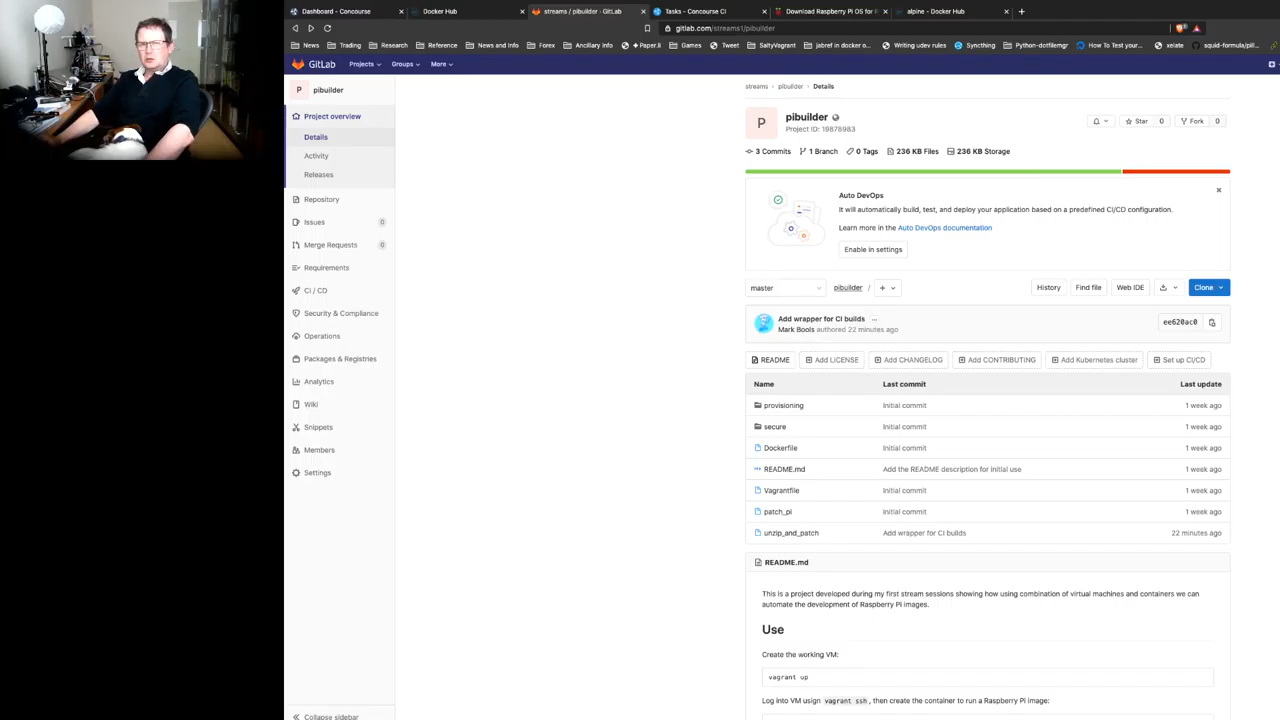 Dashboard - Concourse
Docker Hub
streams / pibuilder · GitLab
Tasks - Concourse CI
Download Raspberry Pi OS for R
alpine - Docker Hub
gitlab.com/streams1/pibuilder
News
Trading
Research
Reference
News and Info
Forex
Ancillary Info
Paper.li
Games
Tweet
SaltyVagrant
jabref in docker o...
Writing udev rules
Syncthing
Python-dotfilemgr
How To Test your...
xelate
squid-formula/pill...
GitLab
Projects
Groups
More
P
pibuilder
Project overview
Details
Activity
Releases
Repository
Issues 0
Merge Requests 0
Requirements
CI / CD
Security & Compliance
Operations
Packages & Registries
Analytics
Wiki
Snippets
Members
Settings
Collapse sidebar
streams › pibuilder › Details
P
pibuilder
Project ID: 19878983
Star 0
Fork 0
3 Commits 1 Branch 0 Tags 236 KB Files 236 KB Storage
Auto DevOps
It will automatically build, test, and deploy your application based on a predefined CI/CD configuration.
Learn more in the Auto DevOps documentation
Enable in settings
master
pibuilder /
History
Find file
Web IDE
Clone
Add wrapper for CI builds
Mark Bools authored 22 minutes ago
ee620ac0
README
Add LICENSE
Add CHANGELOG
Add CONTRIBUTING
Add Kubernetes cluster
Set up CI/CD
Name Last commit Last update
provisioning Initial commit 1 week ago
secure Initial commit 1 week ago
Dockerfile Initial commit 1 week ago
README.md Add the README description for initial use 1 week ago
Vagrantfile Initial commit 1 week ago
patch_pi Initial commit 1 week ago
unzip_and_patch Add wrapper for CI builds 22 minutes ago
README.md
This is a project developed during my first stream sessions showing how using combination of virtual machines and containers we can
automate the development of Raspberry PI images.
Use
Create the working VM:
vagrant up
Log into VM usign vagrant ssh, then create the container to run a Raspberry PI image: